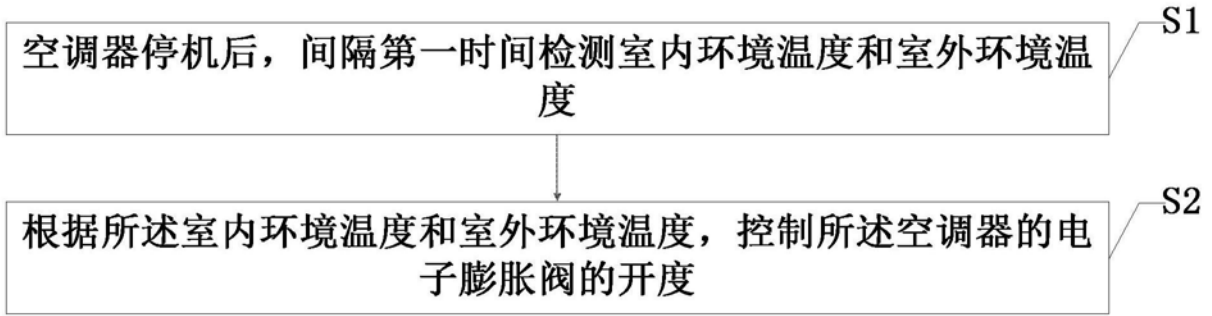 S1
空调器停机后，间隔第一时间检测室内环境温度和室外环境温
度
S2
根据所述室内环境温度和室外环境温度，控制所述空调器的电
子膨胀阀的开度